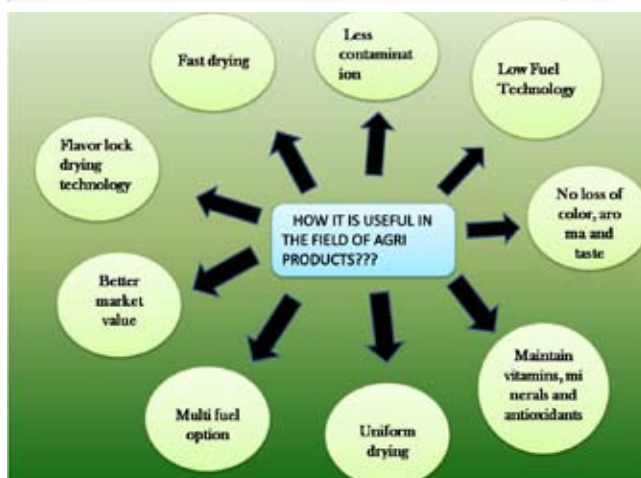 Fast drying
Less
contaminat
ion
Low Fuel
Technology
Flavor lock
drying
technology
HOW IT IS USEFUL IN
THE FIELD OF AGRI
PRODUCTS???
No loss of
color, aro
ma and
taste
Better
market
value
Maintain
vitamins, mi
nerals and
antioxidants
Multi fuel
option
Uniform
drying